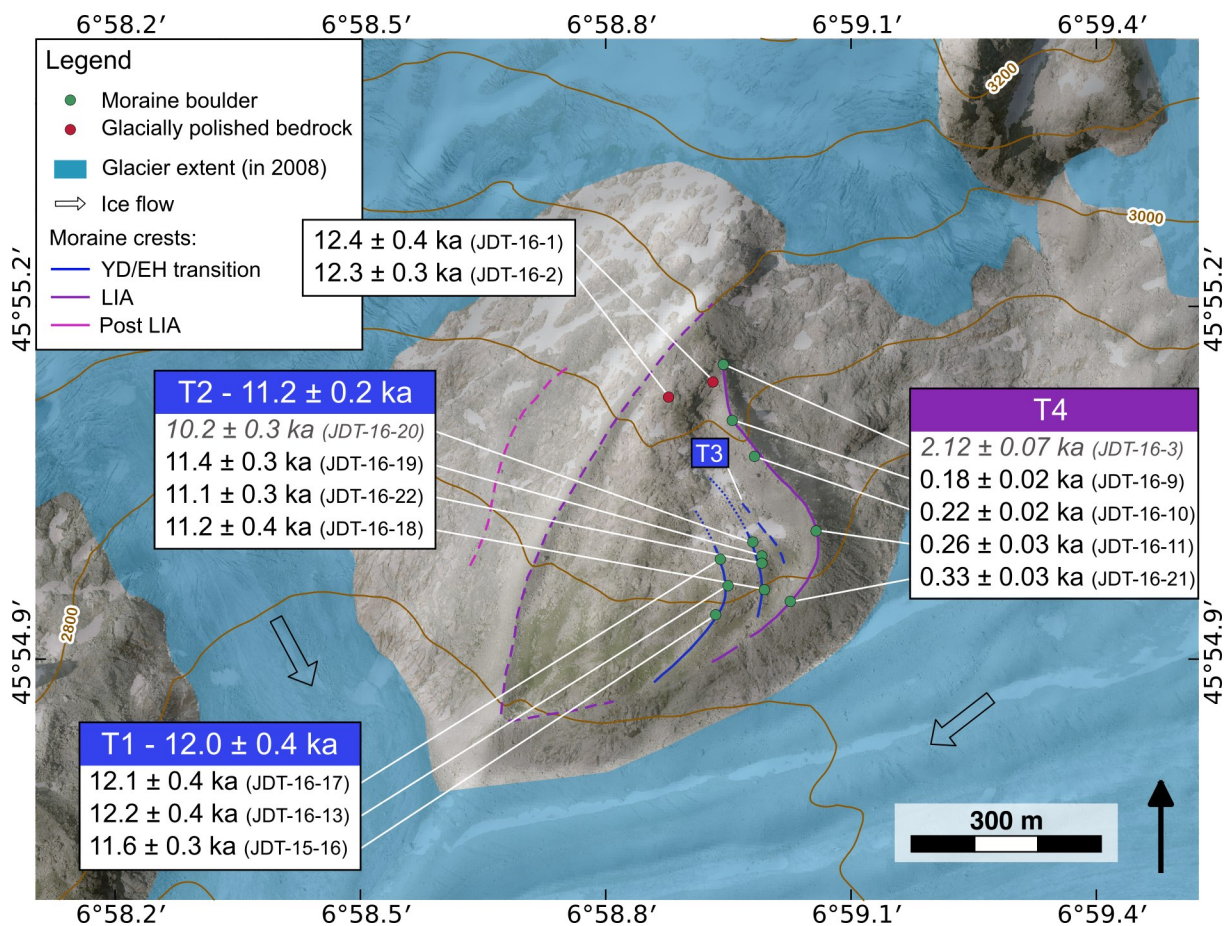 6°58.2′ 6°58.5′ 6°58.8′ 6°59.1′ 6°59.4′
Legend
Moraine boulder
Glacially polished bedrock
Glacier extent (in 2008)
Ice flow
Moraine crests:
YD/EH transition
LIA
Post LIA
3200
3000
12.4 ± 0.4 ka (JDT-16-1)
12.3 ± 0.3 ka (JDT-16-2)
45°55.2′
45°55.2′
T2 - 11.2 ± 0.2 ka
10.2 ± 0.3 ka (JDT-16-20)
11.4 ± 0.3 ka (JDT-16-19)
11.1 ± 0.3 ka (JDT-16-22)
11.2 ± 0.4 ka (JDT-16-18)
T3
T4
2.12 ± 0.07 ka (JDT-16-3)
0.18 ± 0.02 ka (JDT-16-9)
0.22 ± 0.02 ka (JDT-16-10)
0.26 ± 0.03 ka (JDT-16-11)
0.33 ± 0.03 ka (JDT-16-21)
2800
45°54.9′
45°54.9′
T1 - 12.0 ± 0.4 ka
12.1 ± 0.4 ka (JDT-16-17)
12.2 ± 0.4 ka (JDT-16-13)
11.6 ± 0.3 ka (JDT-15-16)
300 m
6°58.2′ 6°58.5′ 6°58.8′ 6°59.1′ 6°59.4′